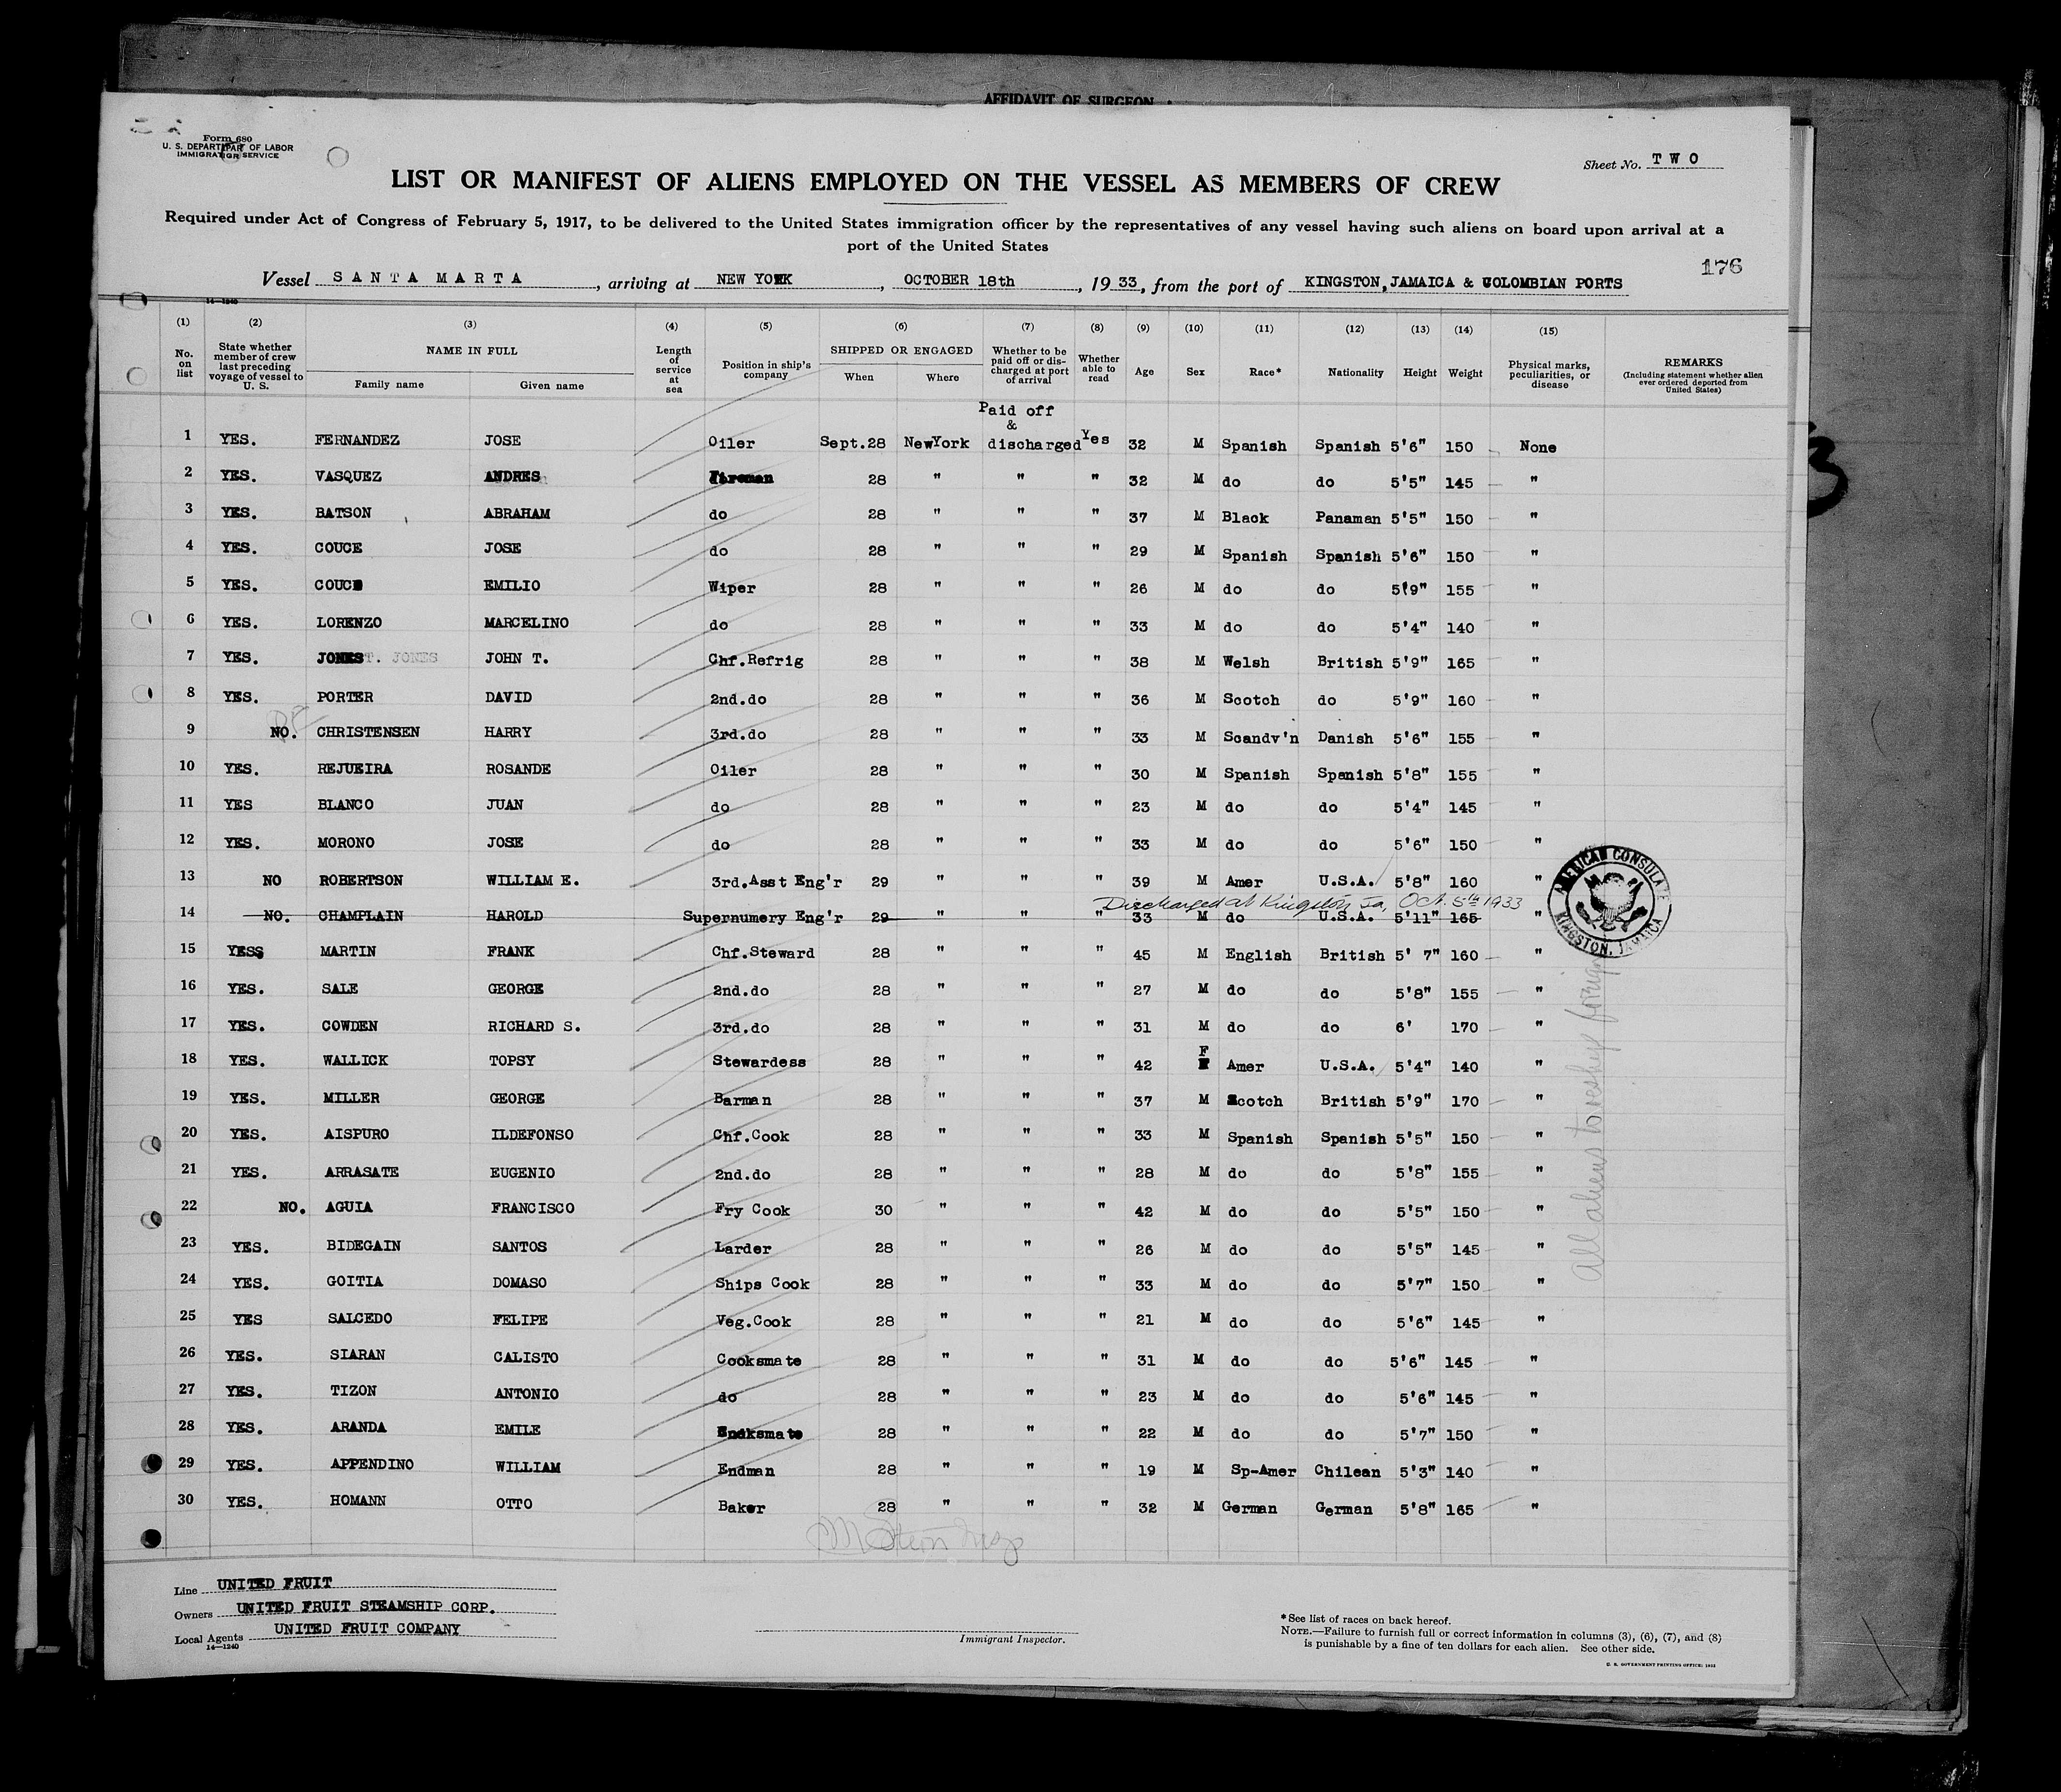 AFFIDAVIT OF SURGEON
Form 680
U. S. DEPARTMENT OF LABOR
IMMIGRATION SERVICE
Sheet No. TWO
LIST OR MANIFEST OF ALIENS EMPLOYED ON THE VESSEL AS MEMBERS OF CREW
Required under Act of Congress of February 5, 1917, to be delivered to the United States immigration officer by the representatives of any vessel having such aliens on board upon arrival at a
port of the United States
176
Vessel SANTA MARTA, arriving at NEW YORK, OCTOBER 18th, 1933, from the port of KINGSTON, JAMAICA & COLOMBIAN PORTS
14-1240
(1) (2) (3) (4) (5) (6) (7) (8) (9) (10) (11) (12) (13) (14) (15)
No. on list State whether member of crew last preceding voyage of vessel to U. S. NAME IN FULL Family name Given name Length of service at sea Position in ship's company SHIPPED OR ENGAGED When Where Whether to be paid off or discharged at port of arrival Whether able to read Age Sex Race* Nationality Height Weight Physical marks, peculiarities, or disease REMARKS (Including statement whether alien ever ordered deported from United States)
Paid off
&
1 YES. FERNANDEZ JOSE Oiler Sept.28 NewYork discharged Yes 32 M Spanish Spanish 5'6" 150 None
2 YES. VASQUEZ ANDRES Fireman 28 " " " 32 M do do 5'5" 145 "
3 YES. BATSON ABRAHAM do 28 " " " 37 M Black Panaman 5'5" 150 "
4 YES. COUCE JOSE do 28 " " " 29 M Spanish Spanish 5'6" 150 "
5 YES. COUCE EMILIO Wiper 28 " " " 26 M do do 5'9" 155 "
6 YES. LORENZO MARCELINO do 28 " " " 33 M do do 5'4" 140 "
7 YES. JONES T. JONES JOHN T. Chf.Refrig 28 " " " 38 M Welsh British 5'9" 165 "
8 YES. PORTER DAVID 2nd.do 28 " " " 36 M Scotch do 5'9" 160 "
9 NO. CHRISTENSEN HARRY 3rd.do 28 " " " 33 M Scandv'n Danish 5'6" 155 "
10 YES. REJUEIRA ROSANDE Oiler 28 " " " 30 M Spanish Spanish 5'8" 155 "
11 YES BLANCO JUAN do 28 " " " 23 M do do 5'4" 145 "
12 YES. MORONO JOSE do 28 " " " 33 M do do 5'6" 150 "
13 NO ROBERTSON WILLIAM E. 3rd.Asst Eng'r 29 " " " 39 M Amer U.S.A. 5'8" 160 "
Discharged at Kingston Ja, Oct. 5th 1933
14 NO. CHAMPLAIN HAROLD Supernumery Eng'r 29 " " " 33 M do U.S.A. 5'11" 165 "
AMERICAN CONSULATE
KINGSTON, JAMAICA
15 YESS MARTIN FRANK Chf.Steward 28 " " " 45 M English British 5' 7" 160 "
16 YES. SALE GEORGE 2nd.do 28 " " " 27 M do do 5'8" 155 "
17 YES. COWDEN RICHARD S. 3rd.do 28 " " " 31 M do do 6' 170 "
18 YES. WALLICK TOPSY Stewardess 28 " " " 42 F Amer U.S.A. 5'4" 140 "
19 YES. MILLER GEORGE Barman 28 " " " 37 M Scotch British 5'9" 170 "
20 YES. AISPURO ILDEFONSO Chf.Cook 28 " " " 33 M Spanish Spanish 5'5" 150 "
21 YES. ARRASATE EUGENIO 2nd.do 28 " " " 28 M do do 5'8" 155 "
22 NO. AGUIA FRANCISCO Fry Cook 30 " " " 42 M do do 5'5" 150 "
23 YES. BIDEGAIN SANTOS Larder 28 " " " 26 M do do 5'5" 145 "
24 YES. GOITIA DOMASO Ships Cook 28 " " " 33 M do do 5'7" 150 "
25 YES SALCEDO FELIPE Veg.Cook 28 " " " 21 M do do 5'6" 145 "
26 YES. SIARAN CALISTO Cooksmate 28 " " " 31 M do do 5'6" 145 "
27 YES. TIZON ANTONIO do 28 " " " 23 M do do 5'6" 145 "
28 YES. ARANDA EMILE Cooksmate 28 " " " 22 M do do 5'7" 150 "
29 YES. APPENDINO WILLIAM Endman 28 " " " 19 M Sp-Amer Chilean 5'3" 140 "
30 YES. HOMANN OTTO Baker 28 " " " 32 M German German 5'8" 165 "
All aliens to reship foreign
Line UNITED FRUIT
Owners UNITED FRUIT STEAMSHIP CORP.
Local Agents UNITED FRUIT COMPANY
14-1240
Immigrant Inspector.
*See list of races on back hereof.
NOTE.—Failure to furnish full or correct information in columns (3), (6), (7), and (8)
is punishable by a fine of ten dollars for each alien. See other side.
U. S. GOVERNMENT PRINTING OFFICE: 1932